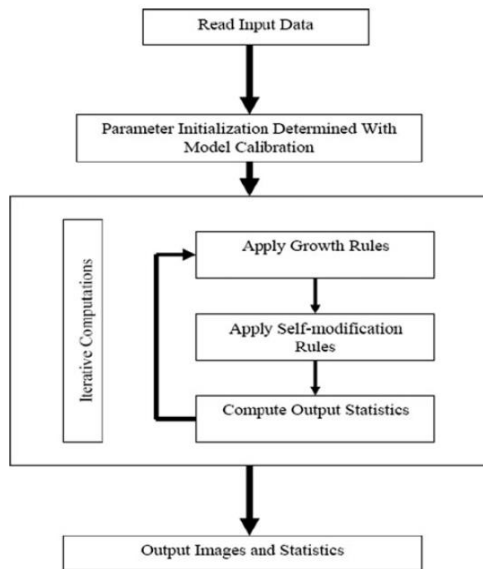 Read Input Data
Parameter Initialization Determined With
Model Calibration
Iterative Computations
Apply Growth Rules
Apply Self-modification
Rules
Compute Output Statistics
Output Images and Statistics